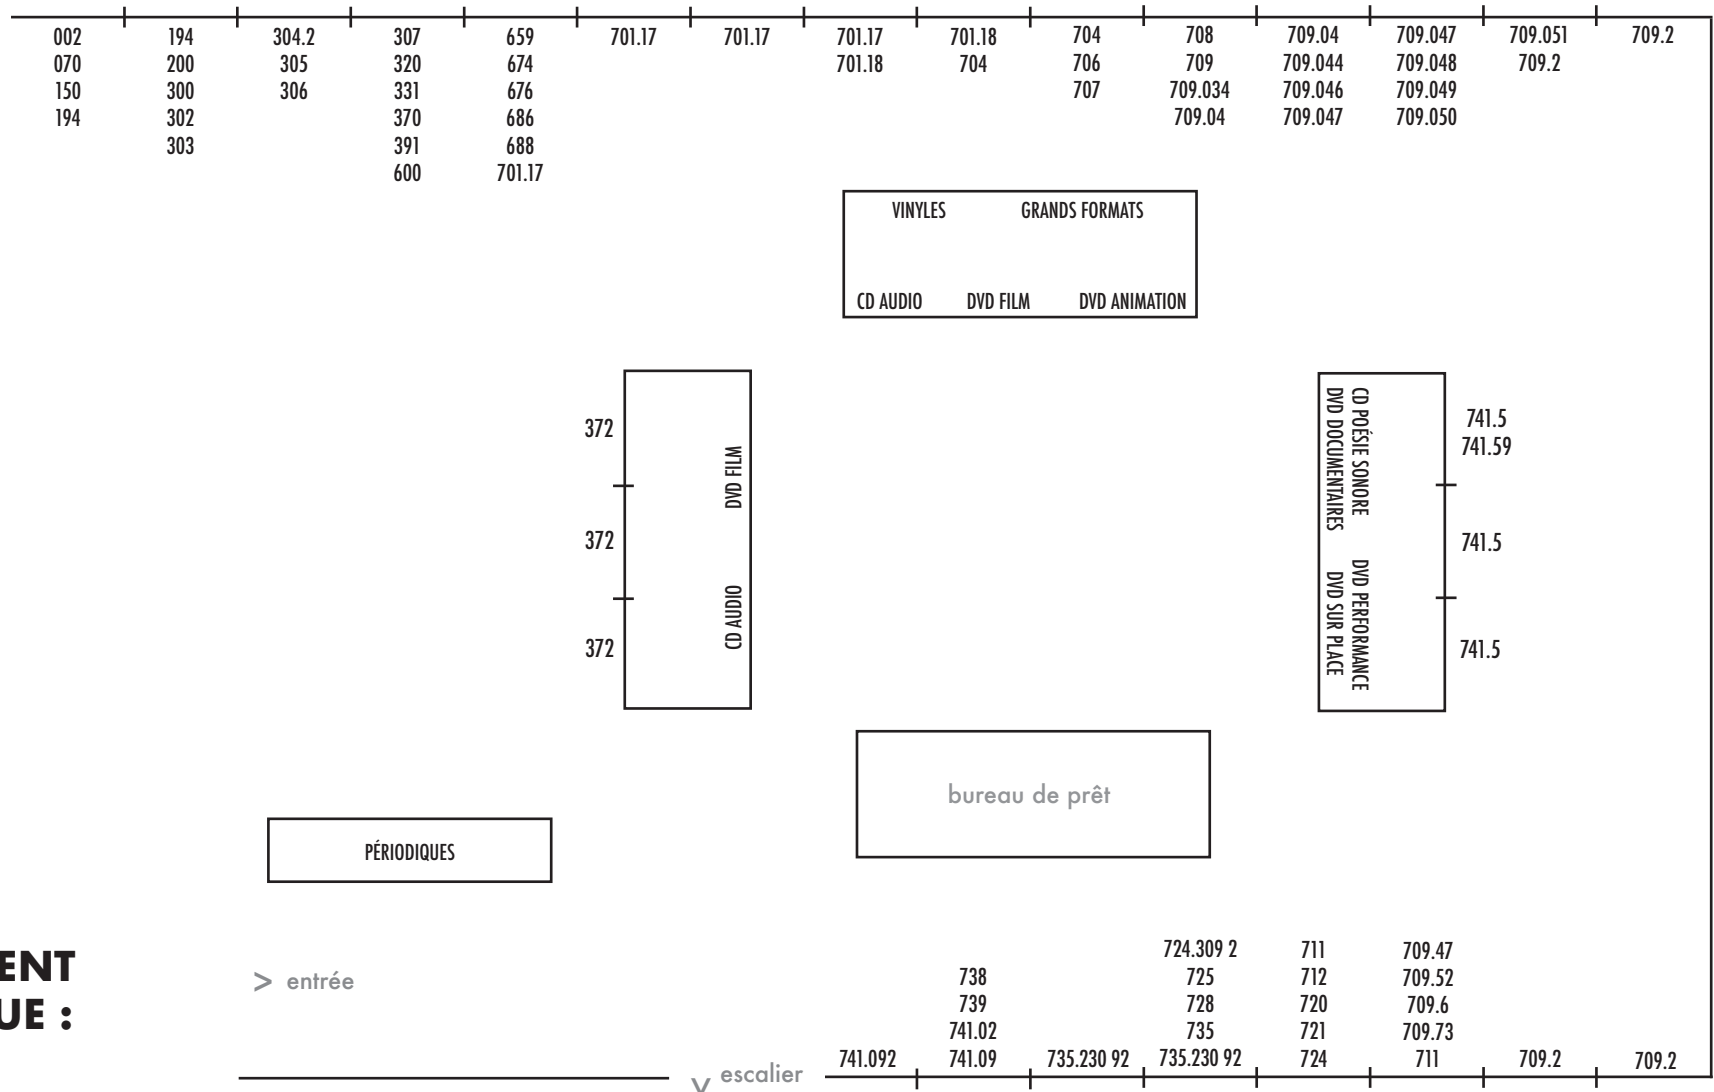 002 194 304.2 307 659 701.17 701.17 701.17 701.18 704 708 709.04 709.047 709.051 709.2
070 200 305 320 674 701.18 704 706 709 709.044 709.048 709.2
150 300 306 331 676 707 709.034 709.046 709.049
194 302 370 686 709.04 709.047 709.050
303 391 688
600 701.17
VINYLES GRANDS FORMATS
CD AUDIO DVD FILM DVD ANIMATION
372
372
372
DVD FILM
CD AUDIO
CD POÉSIE SONORE
DVD DOCUMENTAIRES
DVD PERFORMANCE
DVD SUR PLACE
741.5
741.59
741.5
741.5
bureau de prêt
PÉRIODIQUES
ENT
UE :
> entrée
724.309 2 711 709.47
738 725 712 709.52
739 728 720 709.6
741.02 735 721 709.73
741.092 741.09 735.230 92 735.230 92 724 711 709.2 709.2
escalier